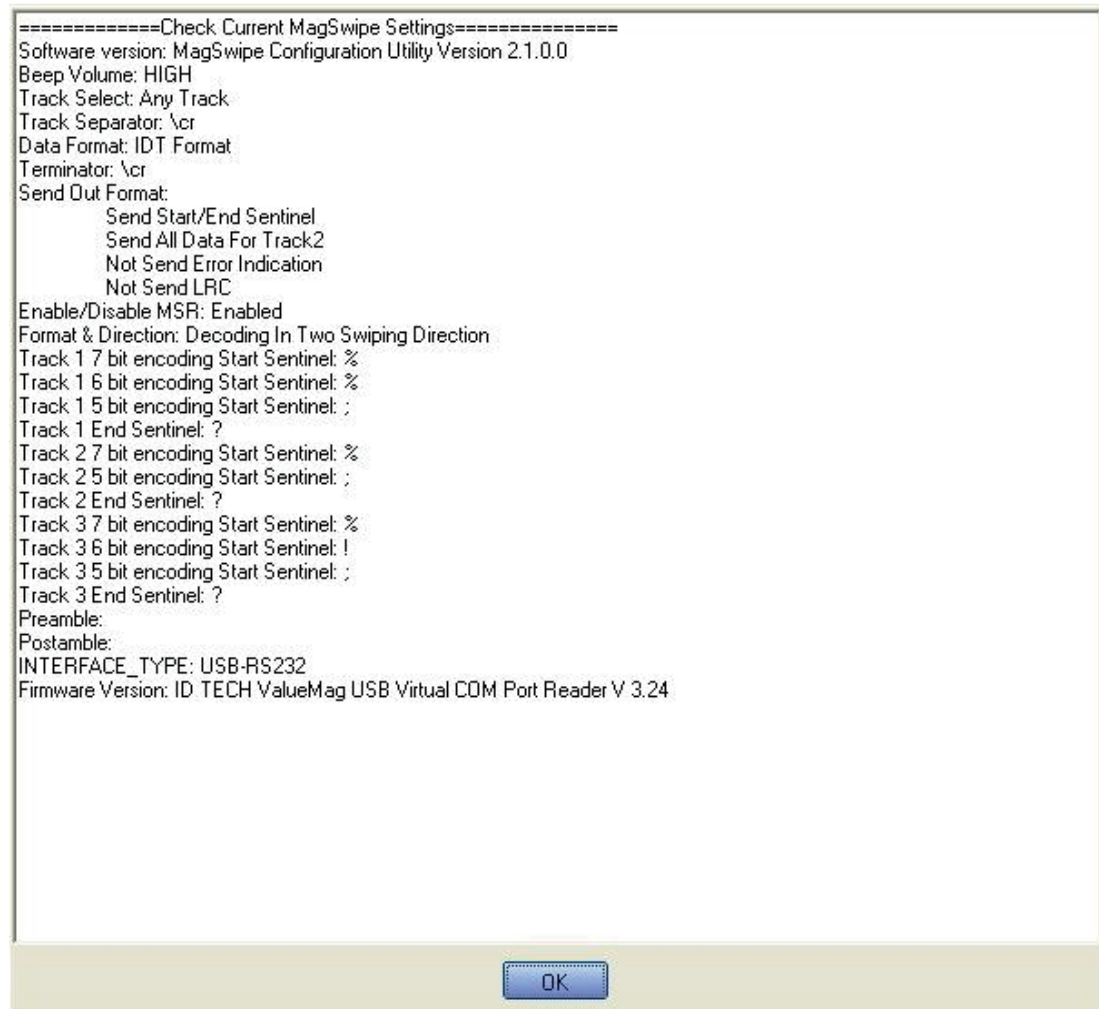 =============Check Current MagSwipe Settings===============
Software version: MagSwipe Configuration Utility Version 2.1.0.0
Beep Volume: HIGH
Track Select: Any Track
Track Separator: \cr
Data Format: IDT Format
Terminator: \cr
Send Out Format:
Send Start/End Sentinel
Send All Data For Track2
Not Send Error Indication
Not Send LRC
Enable/Disable MSR: Enabled
Format & Direction: Decoding In Two Swiping Direction
Track 1 7 bit encoding Start Sentinel: %
Track 1 6 bit encoding Start Sentinel: %
Track 1 5 bit encoding Start Sentinel: ;
Track 1 End Sentinel: ?
Track 2 7 bit encoding Start Sentinel: %
Track 2 5 bit encoding Start Sentinel: ;
Track 2 End Sentinel: ?
Track 3 7 bit encoding Start Sentinel: %
Track 3 6 bit encoding Start Sentinel: !
Track 3 5 bit encoding Start Sentinel: ;
Track 3 End Sentinel: ?
Preamble:
Postamble:
INTERFACE_TYPE: USB-RS232
Firmware Version: ID TECH ValueMag USB Virtual COM Port Reader V 3.24
OK